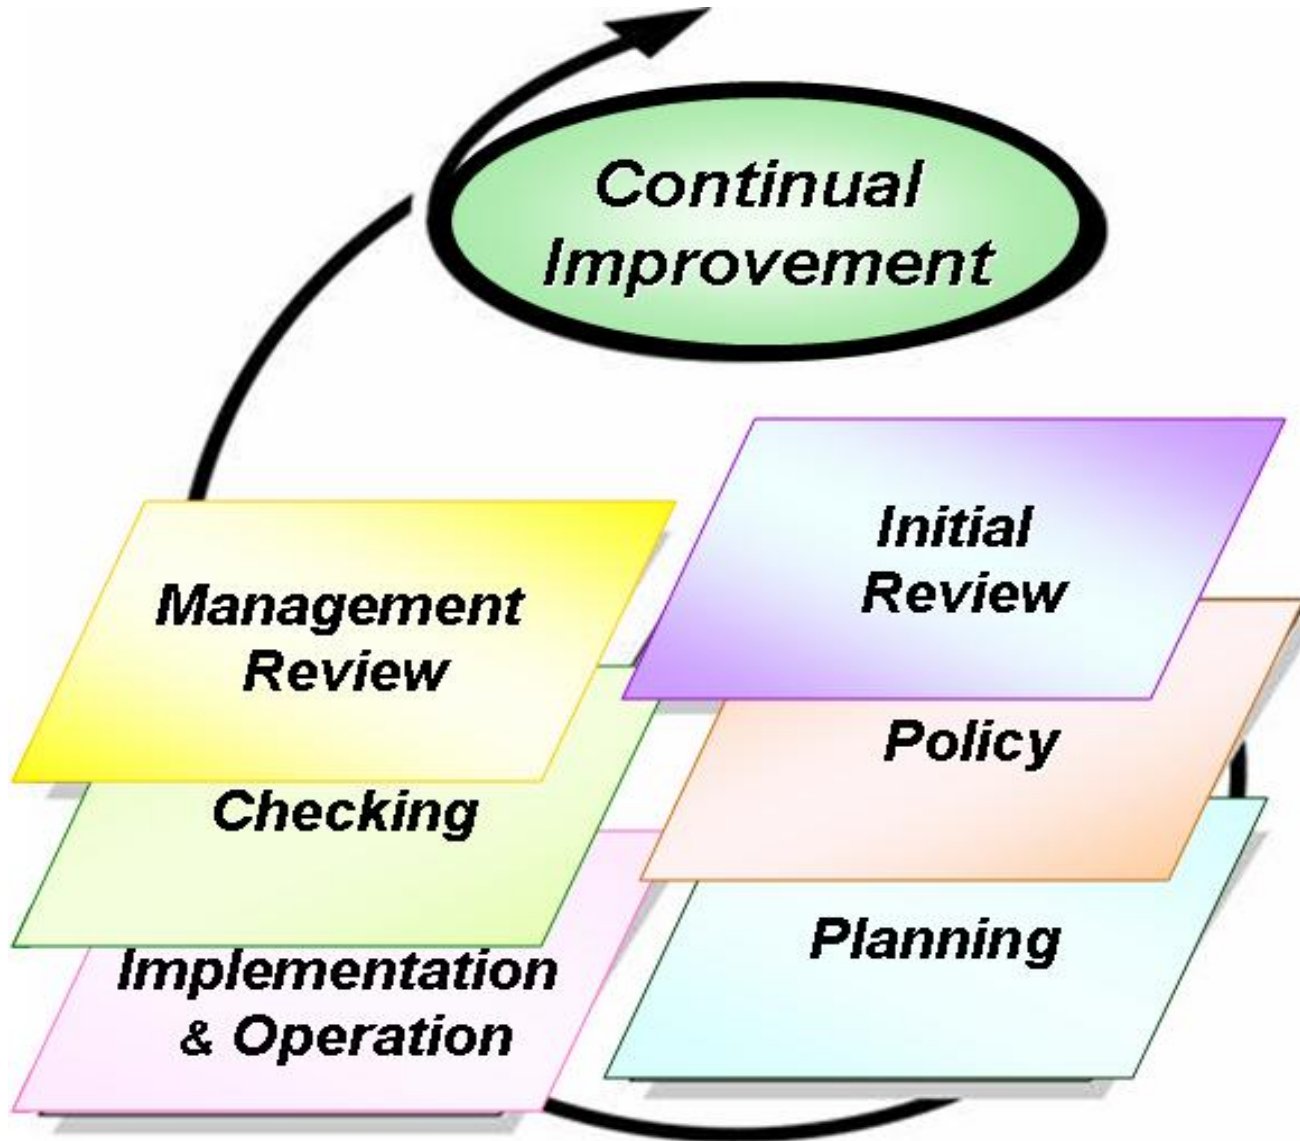 Continual
Improvement
Initial
Review
Management
Review
Policy
Checking
Planning
Implementation
& Operation